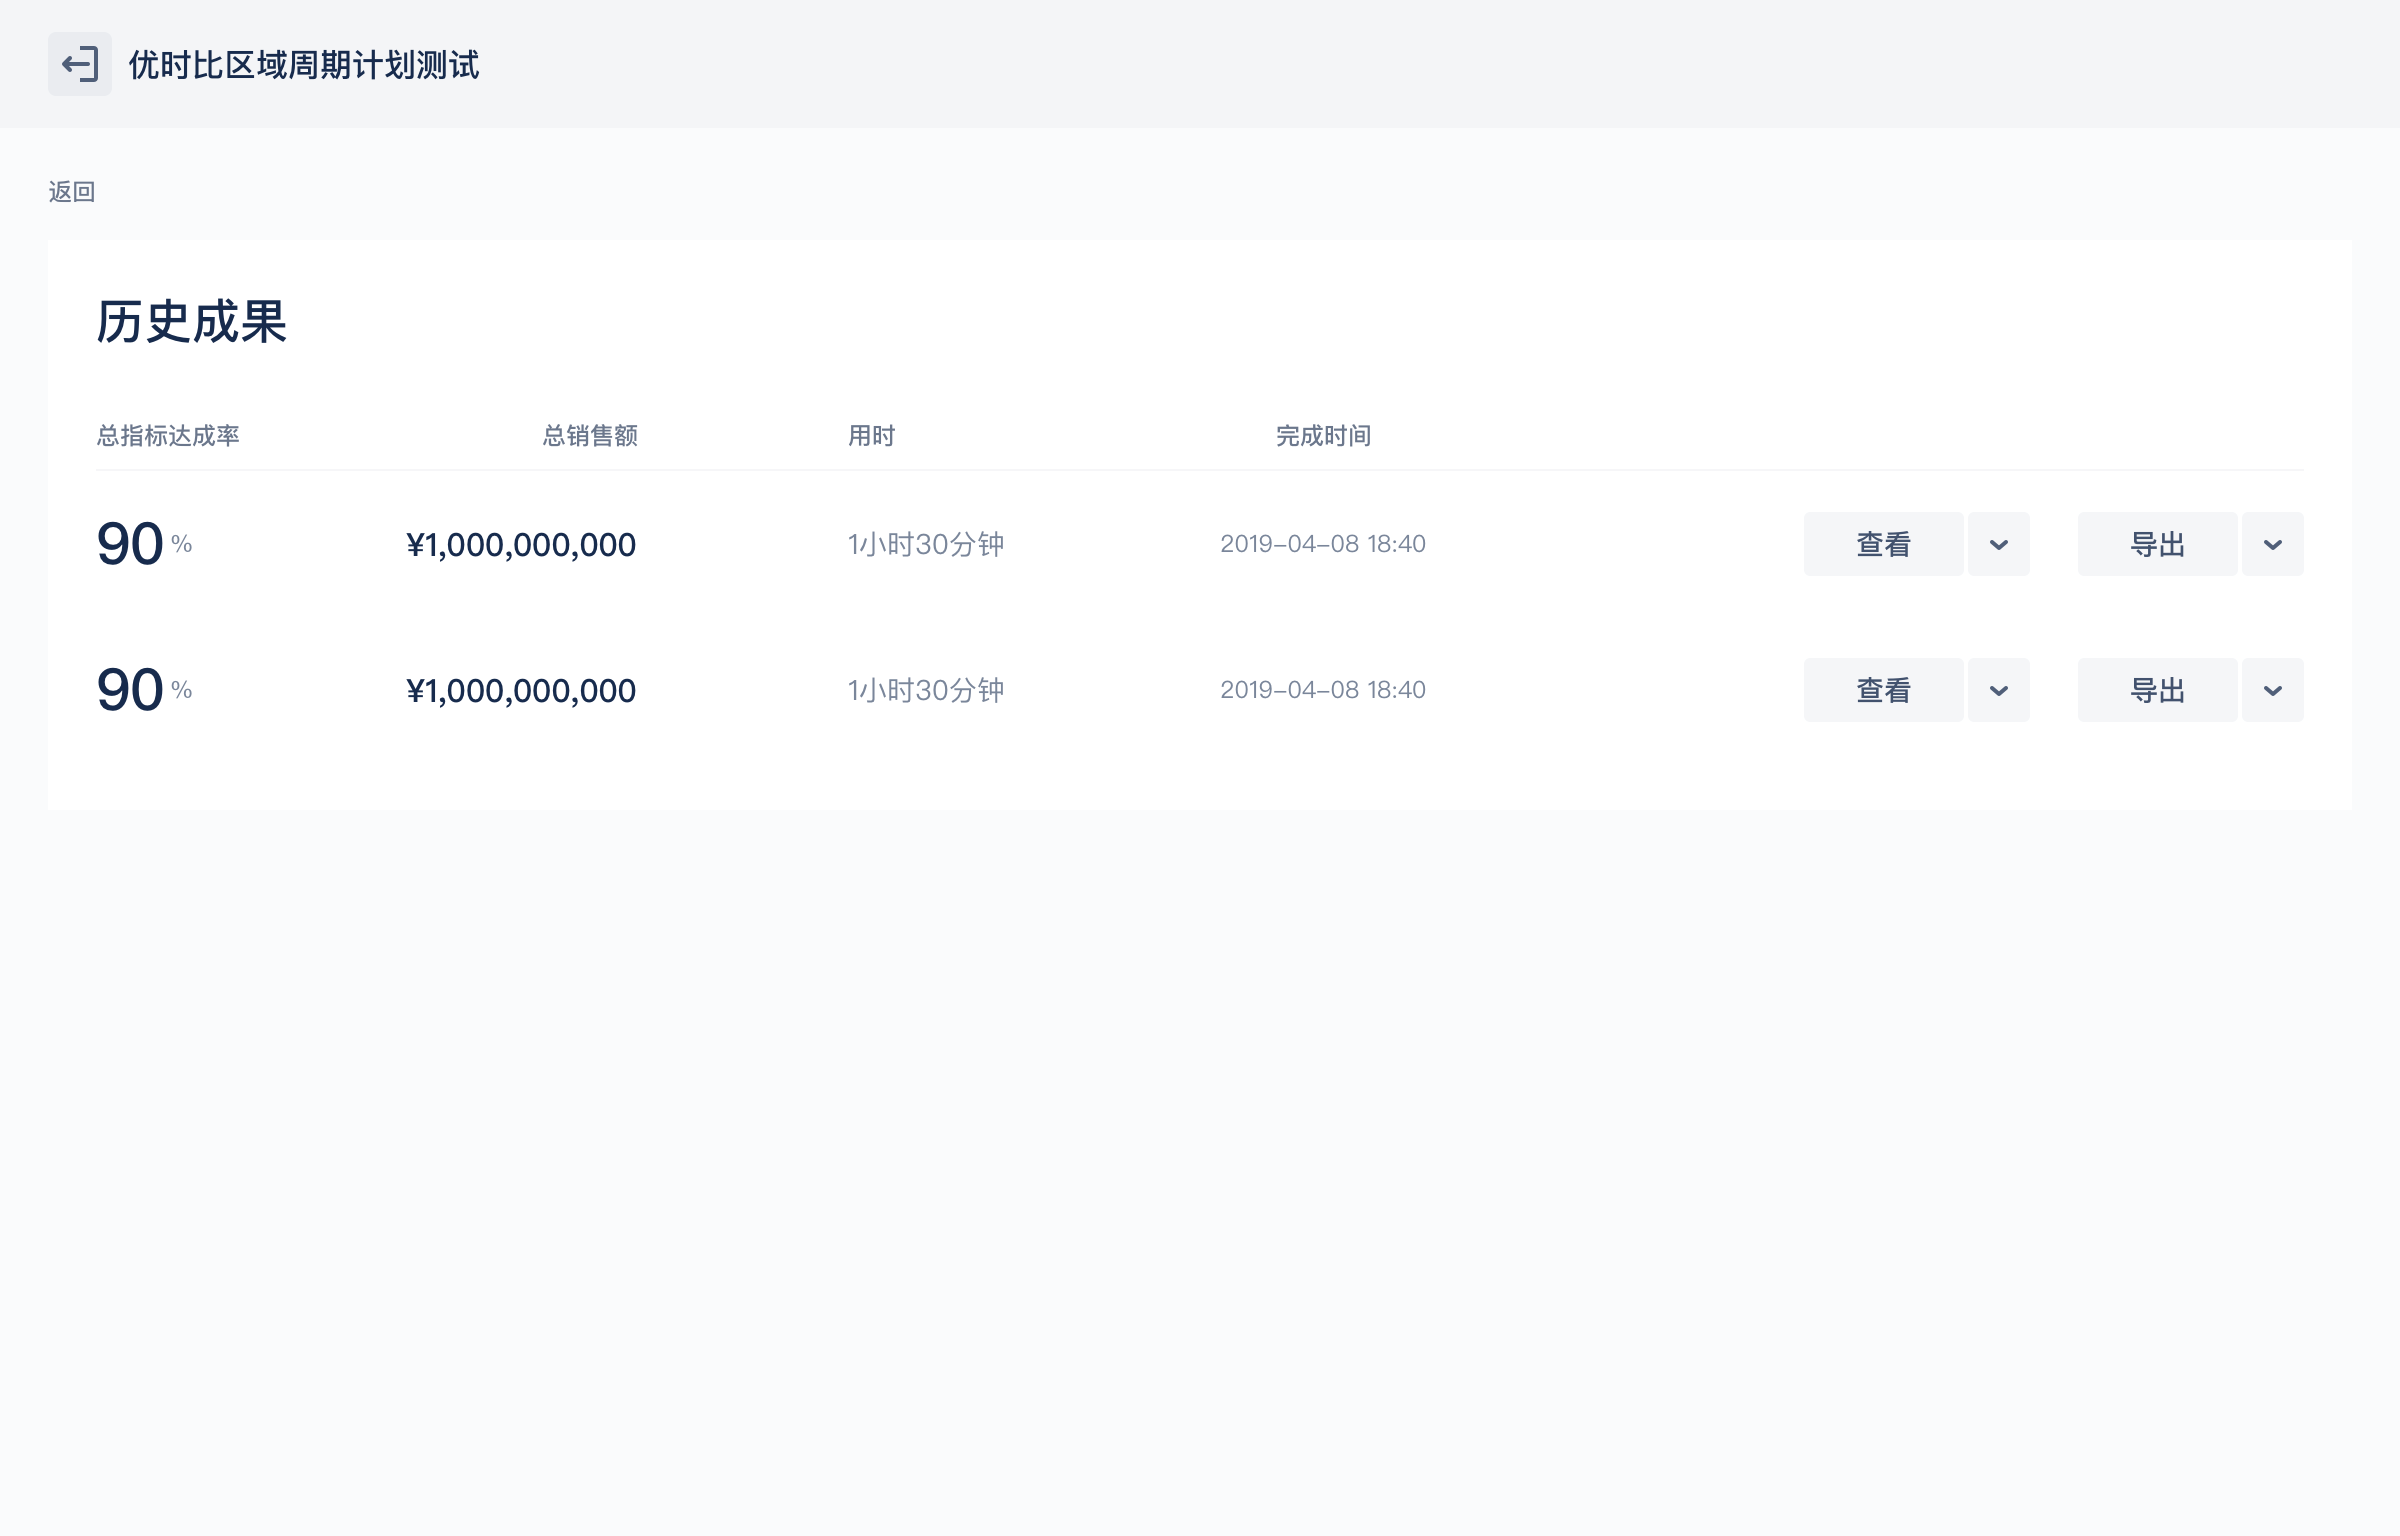 优时比区域周期计划测试
返回
历史成果
总指标达成率 总销售额 用时 完成时间
90 % ¥1,000,000,000 1小时30分钟 2019–04–08 18:40 查看 导出
90 % ¥1,000,000,000 1小时30分钟 2019–04–08 18:40 查看 导出